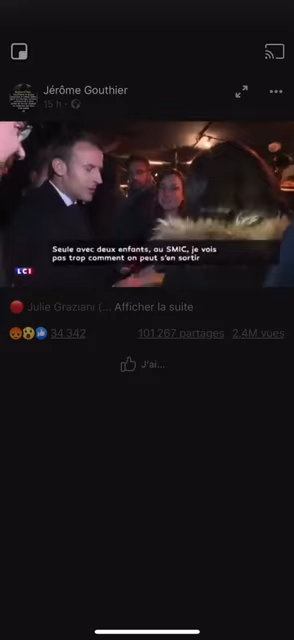 Jérôme Gouthier
15 h ·
Seule avec deux enfants, au SMIC, je vois
pas trop comment on peut s'en sortir
LCI
Julie Graziani (... Afficher la suite
34 342
101 267 partages
2,4M vues
J'ai...